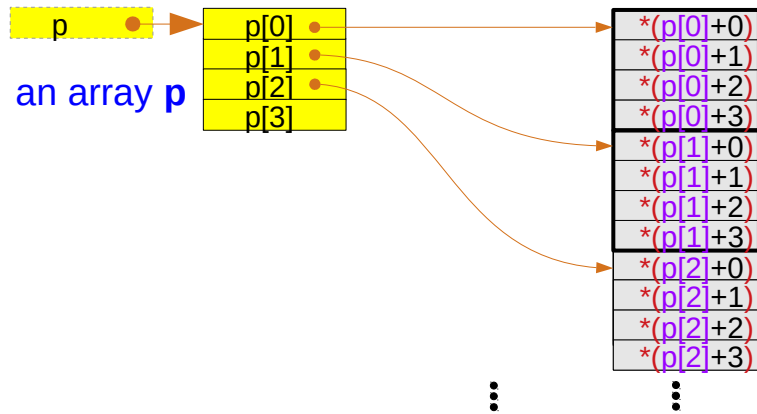 p
an array p
p[0]
p[1]
p[2]
p[3]
*(p[0]+0)
*(p[0]+1)
*(p[0]+2)
*(p[0]+3)
*(p[1]+0)
*(p[1]+1)
*(p[1]+2)
*(p[1]+3)
*(p[2]+0)
*(p[2]+1)
*(p[2]+2)
*(p[2]+3)